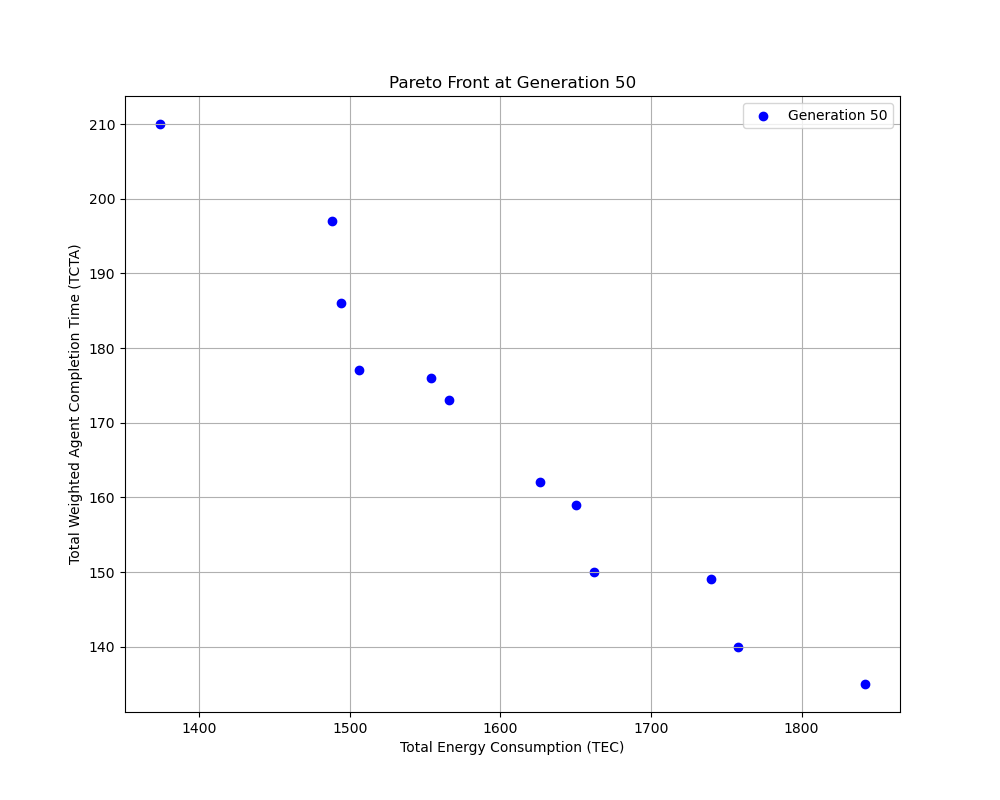 Pareto Front at Generation 50
Generation 50
210
200
190
180
170
160
150
140
Total Weighted Agent Completion Time (TCTA)
1400 1500 1600 1700 1800
Total Energy Consumption (TEC)